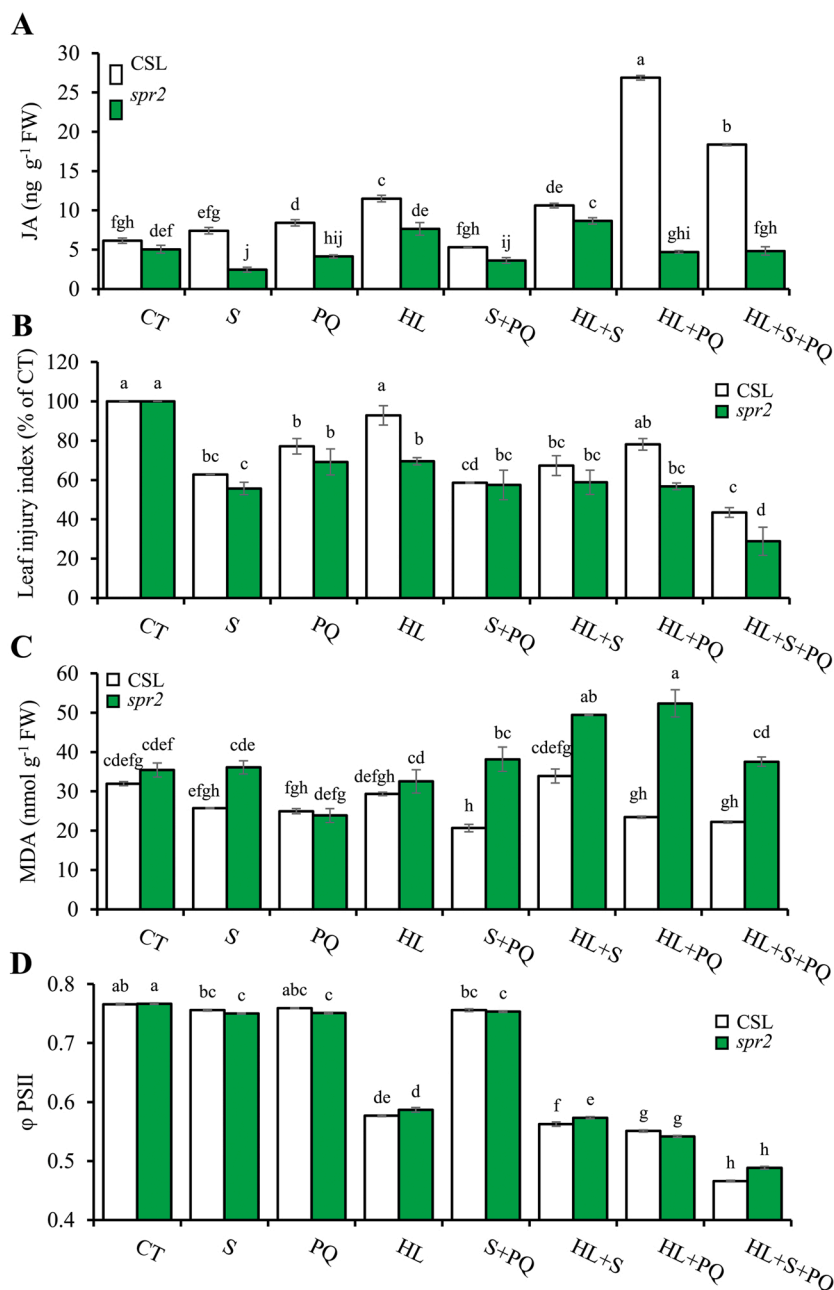 A
JA (ng g-1 FW)
30
25
20
15
10
5
0
CSL
spr2
fgh def efg j d hij c de fgh ij de c a ghi b fgh
CT S PQ HL S+PQ HL+S HL+PQ HL+S+PQ
B
Leaf injury index (% of CT)
120
100
80
60
40
20
0
CSL
spr2
a a bc c b b a b cd bc bc bc ab bc c d
CT S PQ HL S+PQ HL+S HL+PQ HL+S+PQ
C
MDA (nmol g-1 FW)
60
50
40
30
20
10
0
CSL
spr2
cdefg cdef efgh cde fgh defg defgh cd h bc cdefg ab gh a gh cd
CT S PQ HL S+PQ HL+S HL+PQ HL+S+PQ
D
φ PSII
0.8
0.7
0.6
0.5
0.4
CSL
spr2
ab a bc c abc c de d bc c f e g g h h
CT S PQ HL S+PQ HL+S HL+PQ HL+S+PQ